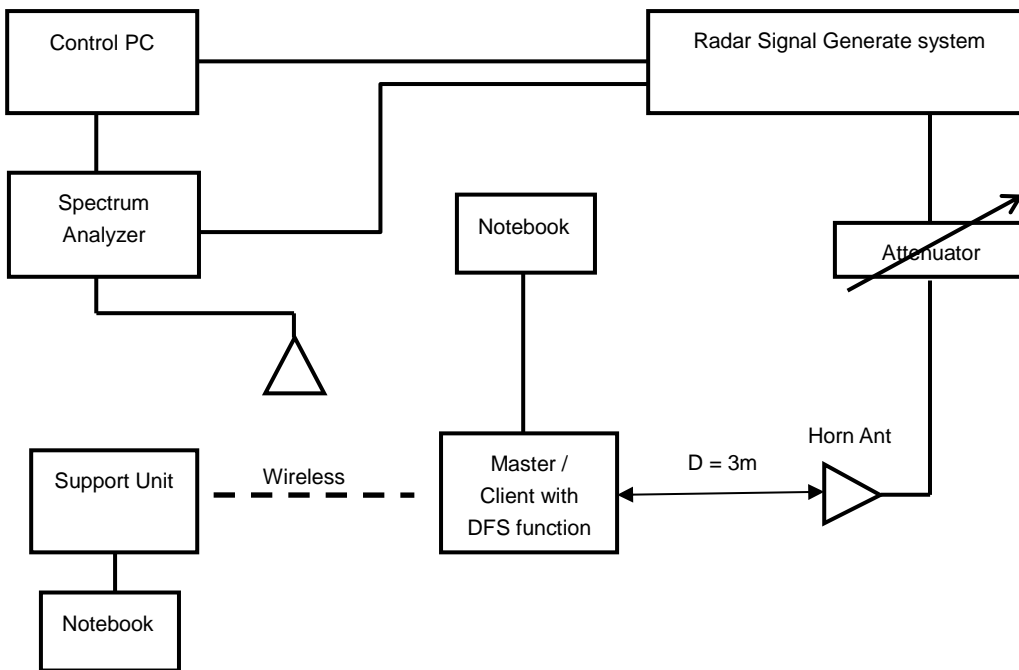 Control PC
Radar Signal Generate system
Spectrum
Analyzer
Notebook
Attenuator
Horn Ant
D = 3m
Master /
Client with
DFS function
Wireless
Support Unit
Notebook